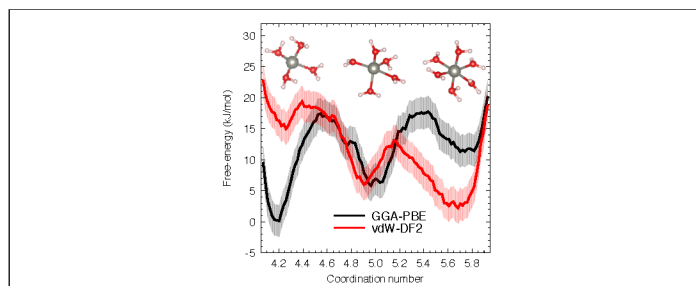 30
25
20
15
10
5
0
-5
Free-energy (kJ/mol)
GGA-PBE
vdW-DF2
4.2 4.4 4.6 4.8 5.0 5.2 5.4 5.6 5.8
Coordination number